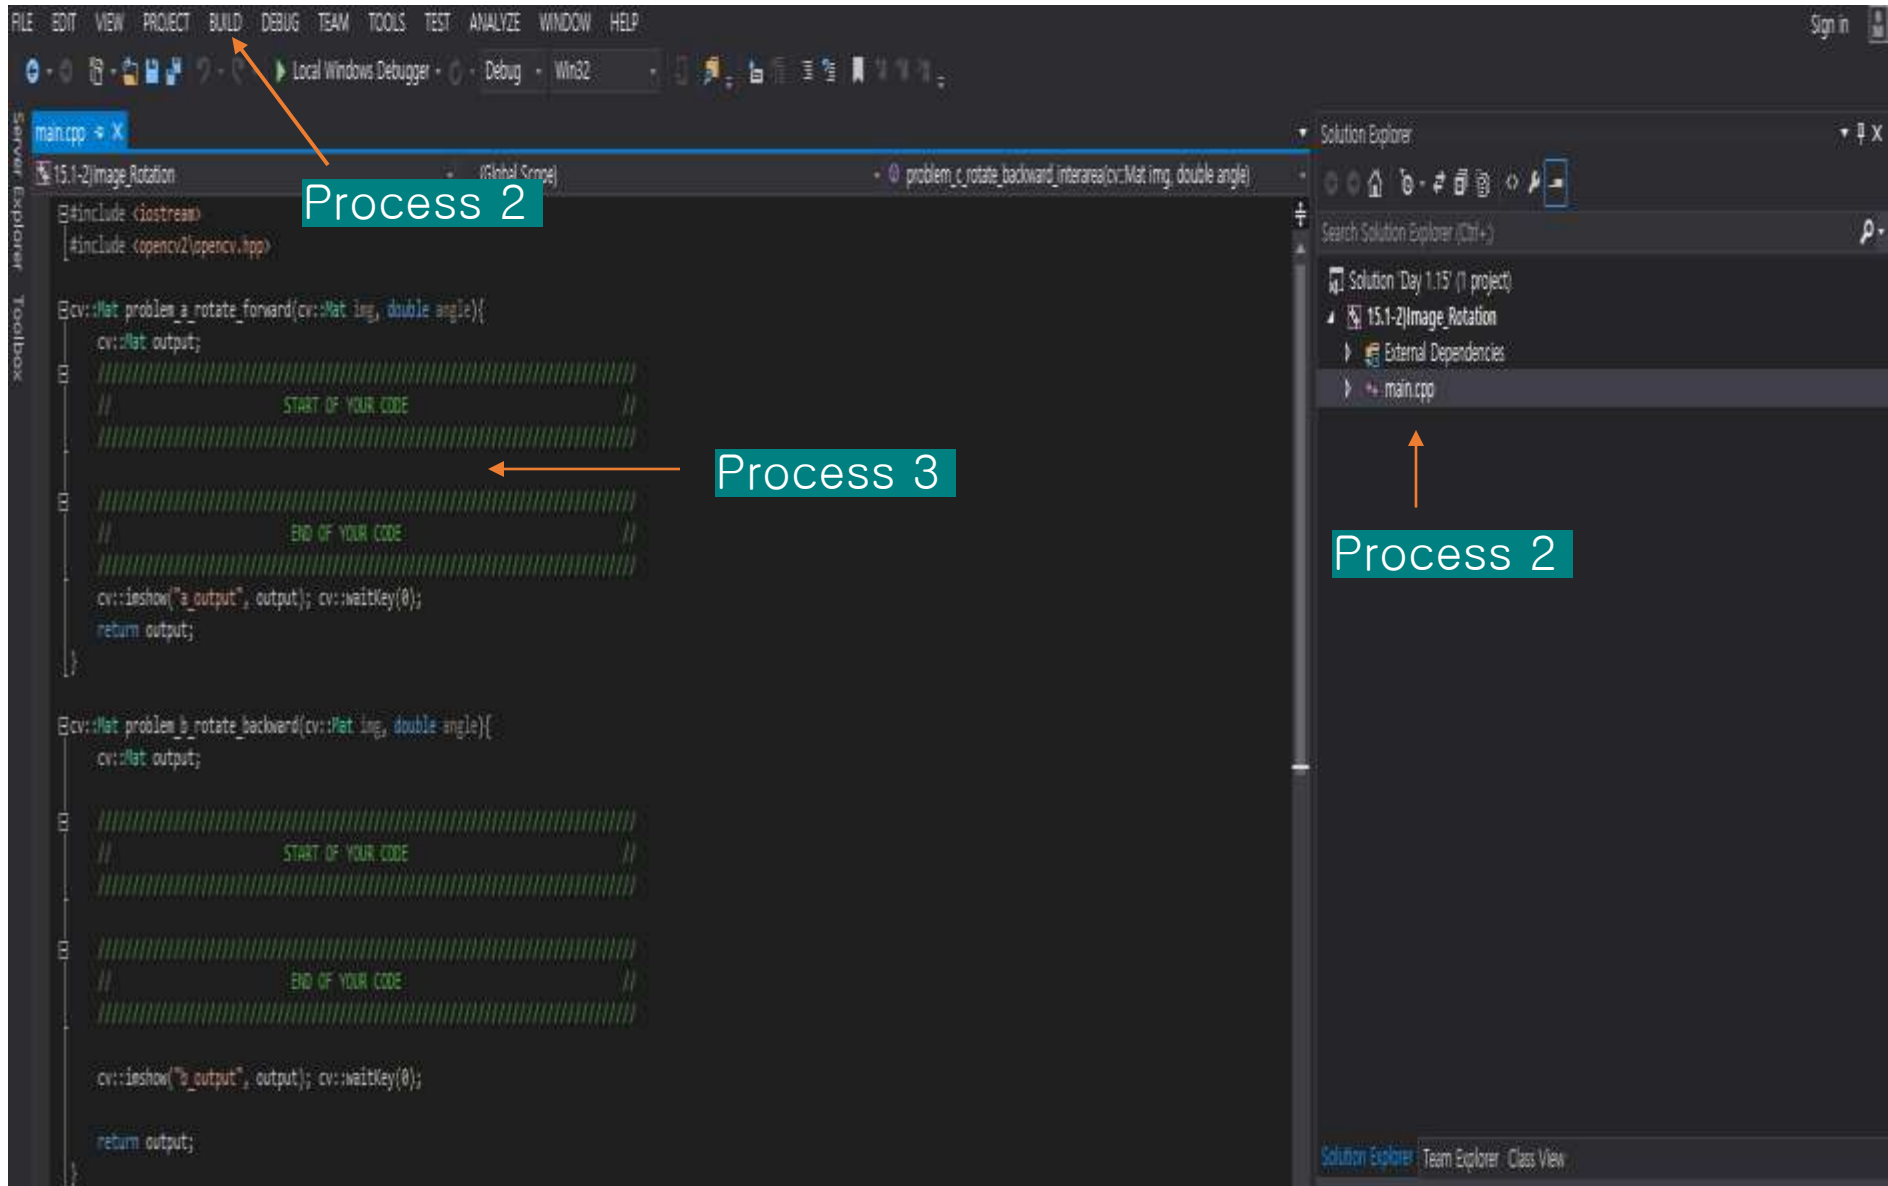 FILE EDIT VIEW PROJECT BUILD DEBUG TEAM TOOLS TEST ANALYZE WINDOW HELP
Sign in
Local Windows Debugger
Debug
Win32
Server Explorer
Toolbox
main.cpp
15.1-2)Image_Rotation
(Global Scope)
problem_c_rotate_backward_interarea(cv::Mat img, double angle)
Process 2
#include <iostream>
#include <opencv2\opencv.hpp>
cv::Mat problem_a_rotate_forward(cv::Mat img, double angle){
cv::Mat output;
// START OF YOUR CODE //
Process 3
// END OF YOUR CODE //
cv::imshow("a_output", output); cv::waitKey(0);
return output;
}
cv::Mat problem_b_rotate_backward(cv::Mat img, double angle){
cv::Mat output;
// START OF YOUR CODE //
// END OF YOUR CODE //
cv::imshow("b_output", output); cv::waitKey(0);
return output;
}
Solution Explorer
Search Solution Explorer (Ctrl+;)
Solution 'Day 1.15' (1 project)
15.1-2)Image_Rotation
External Dependencies
main.cpp
Process 2
Solution Explorer Team Explorer Class View